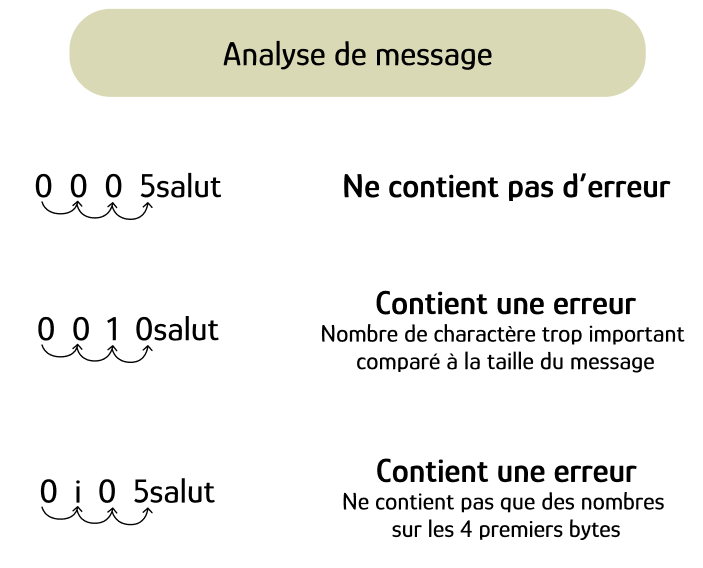 Analyse de message
0 0 0 5salut
Ne contient pas d'erreur
0 0 1 0salut
Contient une erreur
Nombre de charactère trop important
comparé à la taille du message
0 i 0 5salut
Contient une erreur
Ne contient pas que des nombres
sur les 4 premiers bytes